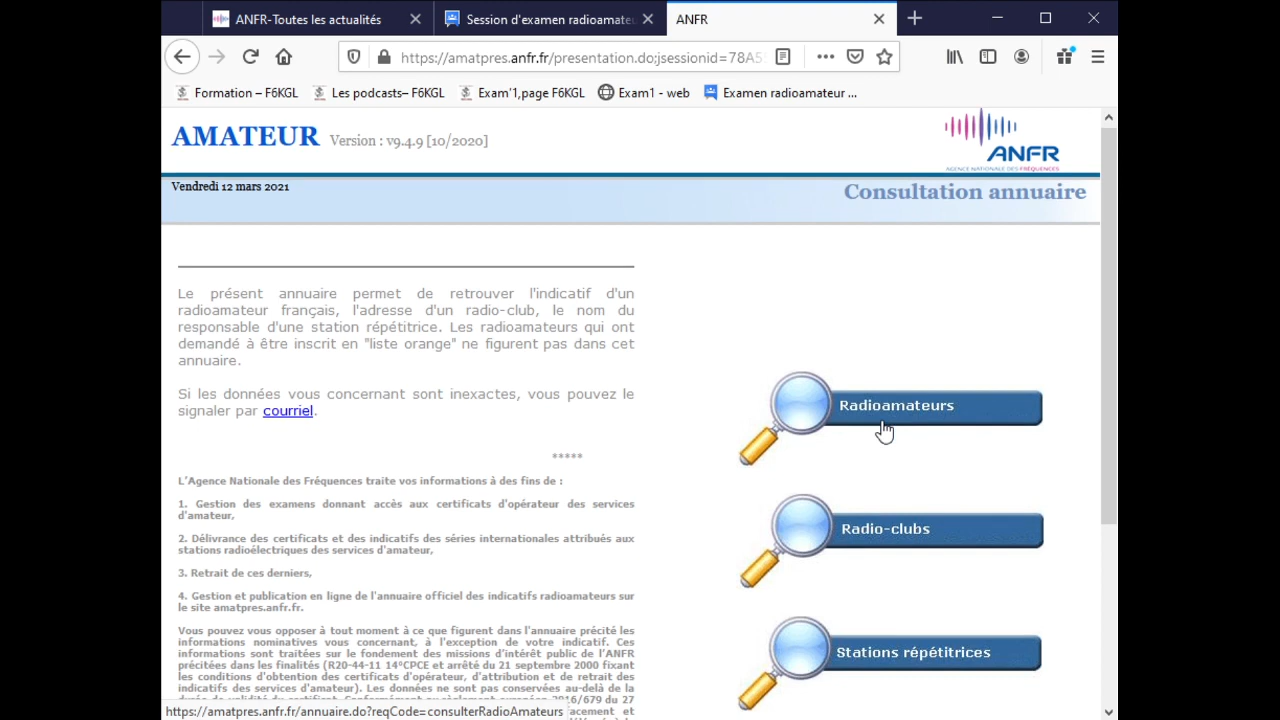 ANFR-Toutes les actualités
Session d'examen radioamate
ANFR
https://amatpres.anfr.fr/presentation.do;jsessionid=78A5
Formation – F6KGL
Les podcasts– F6KGL
Exam'1,page F6KGL
Exam1 - web
Examen radioamateur ...
AMATEUR Version : v9.4.9 [10/2020]
ANFR
AGENCE NATIONALE DES FRÉQUENCES
Vendredi 12 mars 2021
Consultation annuaire
Le présent annuaire permet de retrouver l'indicatif d'un
radioamateur français, l'adresse d'un radio-club, le nom du
responsable d'une station répétitrice. Les radioamateurs qui ont
demandé à être inscrit en "liste orange" ne figurent pas dans cet
annuaire.
Si les données vous concernant sont inexactes, vous pouvez le
signaler par courriel.
*****
L'Agence Nationale des Fréquences traite vos informations à des fins de :
1. Gestion des examens donnant accès aux certificats d'opérateur des services
d'amateur,
2. Délivrance des certificats et des indicatifs des séries internationales attribués aux
stations radioélectriques des services d'amateur,
3. Retrait de ces derniers,
4. Gestion et publication en ligne de l'annuaire officiel des indicatifs radioamateurs sur
le site amatpres.anfr.fr.
Vous pouvez vous opposer à tout moment à ce que figurent dans l'annuaire précité les
informations nominatives vous concernant, à l'exception de votre indicatif. Ces
informations sont traitées sur le fondement des missions d'intérêt public de l'ANFR
précitées dans les finalités (R20-44-11 14°CPCE et arrêté du 21 septembre 2000 fixant
les conditions d'obtention des certificats d'opérateur, d'attribution et de retrait des
indicatifs des services d'amateur). Les données ne sont pas conservées au-delà de la
2016/679 du 27
acement et
Radioamateurs
Radio-clubs
Stations répétitrices
https://amatpres.anfr.fr/annuaire.do?reqCode=consulterRadioAmateurs